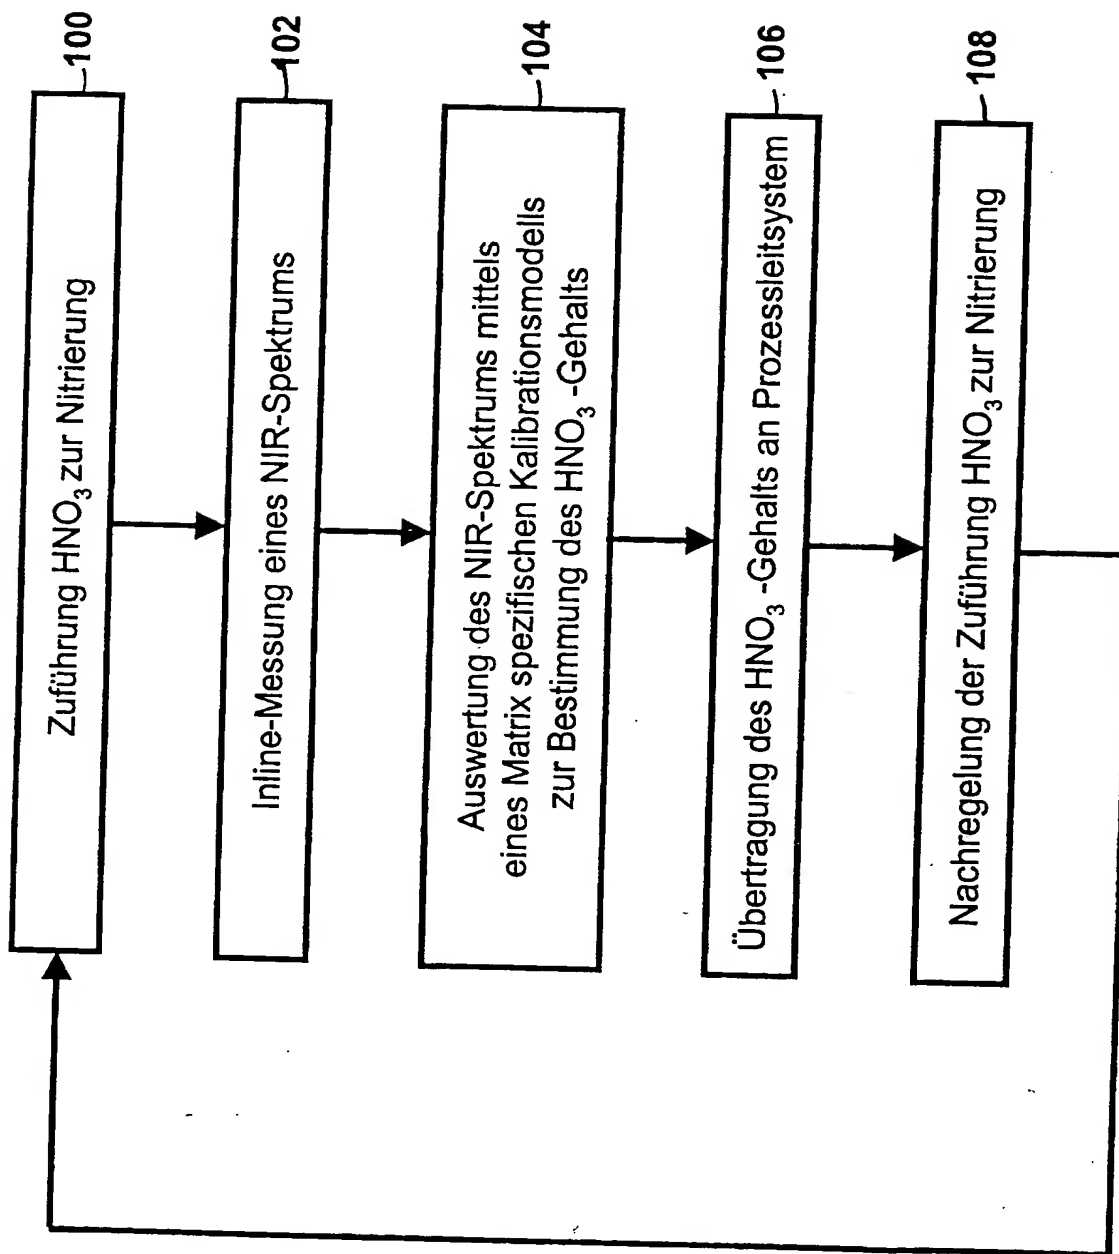 Zuführung HNO₃ zur Nitrierung
100
Inline-Messung eines NIR-Spektrums
102
Auswertung des NIR-Spektrums mittels
eines Matrix spezifischen Kalibrationsmodells
zur Bestimmung des HNO₃ -Gehalts
104
Übertragung des HNO₃ -Gehalts an Prozessleitsystem
106
Nachregelung der Zuführung HNO₃ zur Nitrierung
108